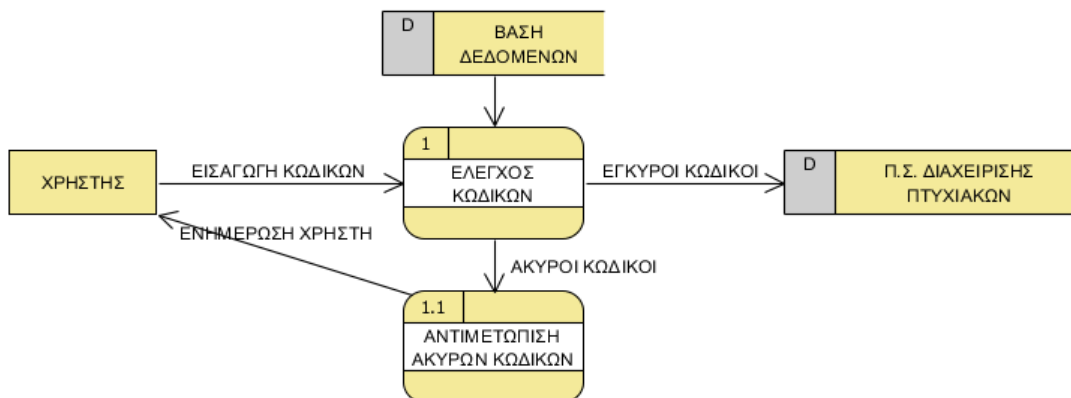 D
ΒΑΣΗ
ΔΕΔΟΜΕΝΩΝ
1
ΕΛΕΓΧΟΣ
ΚΩΔΙΚΩΝ
ΧΡΗΣΤΗΣ
ΕΙΣΑΓΩΓΗ ΚΩΔΙΚΩΝ
ΕΓΚΥΡΟΙ ΚΩΔΙΚΟΙ
D
Π.Σ. ΔΙΑΧΕΙΡΙΣΗΣ
ΠΤΥΧΙΑΚΩΝ
ΕΝΗΜΕΡΩΣΗ ΧΡΗΣΤΗ
ΑΚΥΡΟΙ ΚΩΔΙΚΟΙ
1.1
ΑΝΤΙΜΕΤΩΠΙΣΗ
ΑΚΥΡΩΝ ΚΩΔΙΚΩΝ